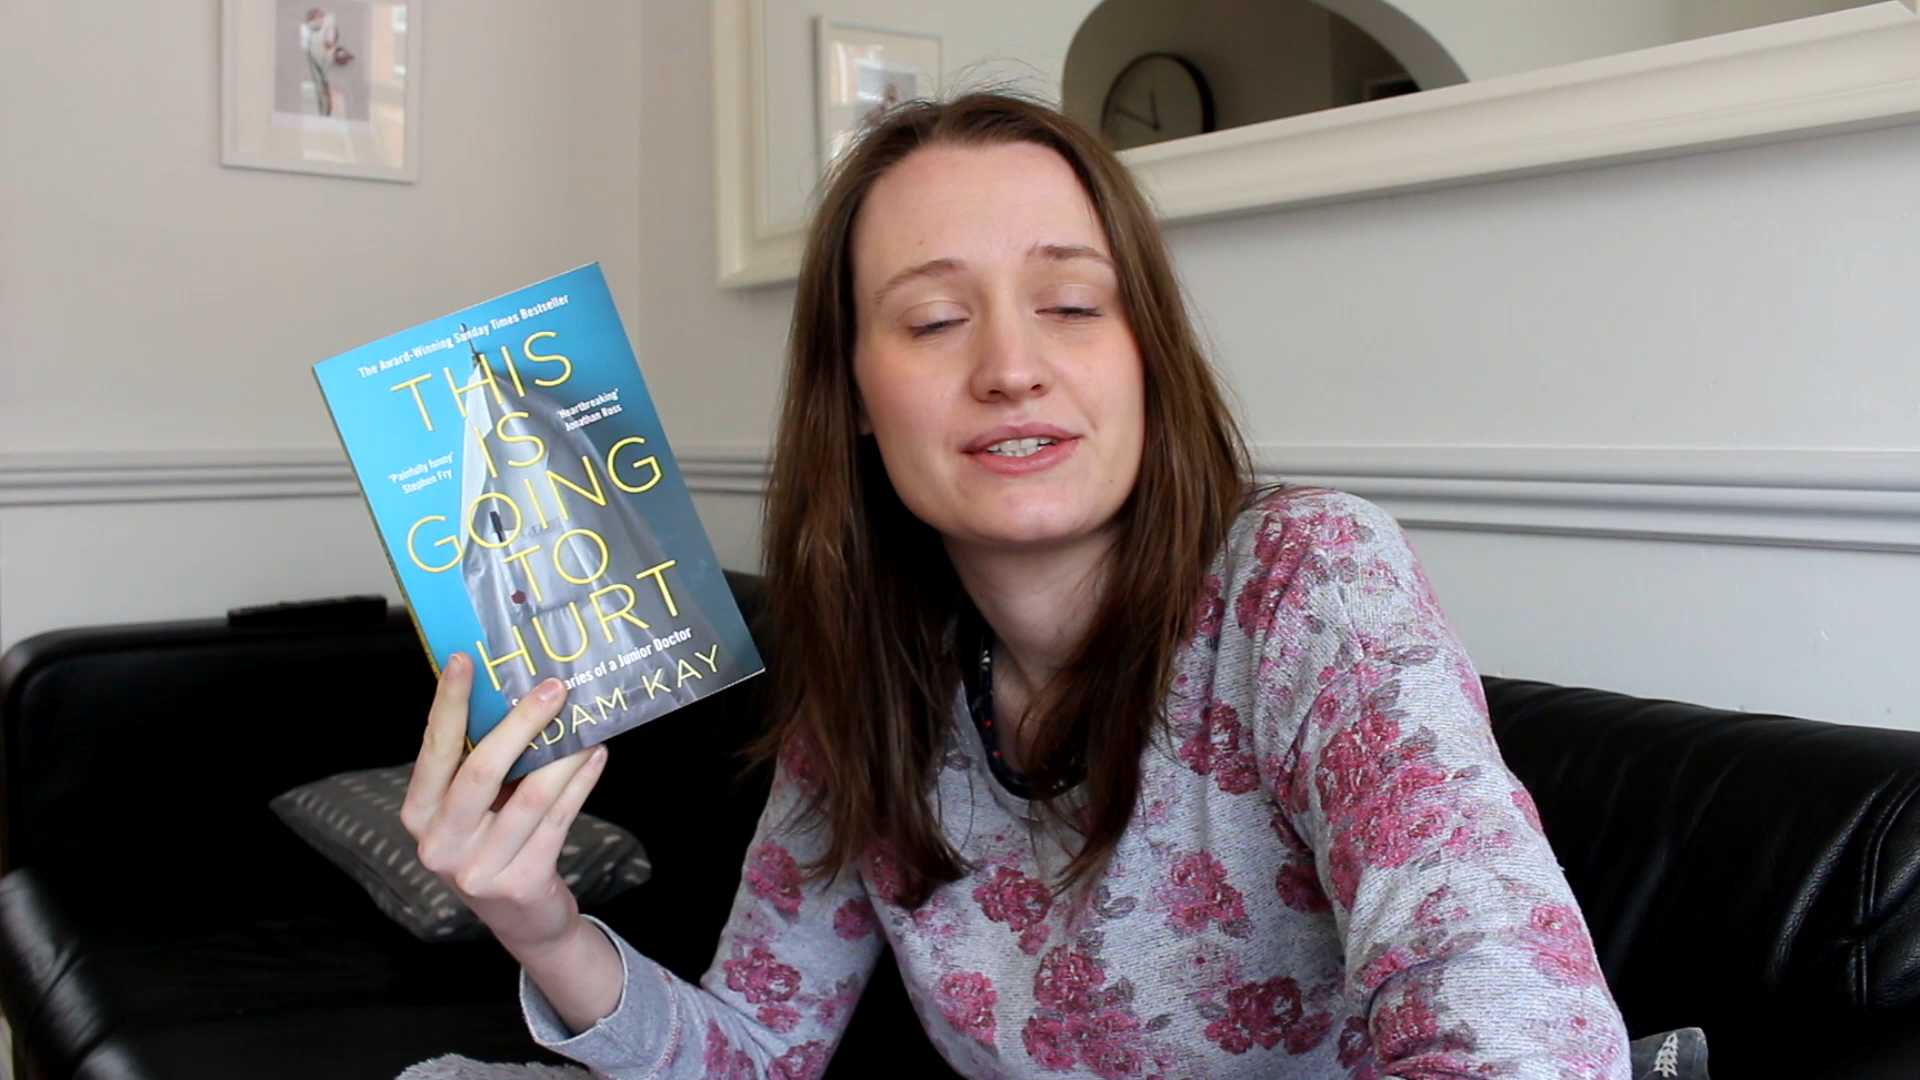 The Award-Winning Sunday Times Bestseller
THIS
'Heartbreaking'
Jonathan Ross
IS
'Painfully funny'
Stephen Fry
GOING
TO
HURT
aries of a Junior Doctor
ADAM KAY